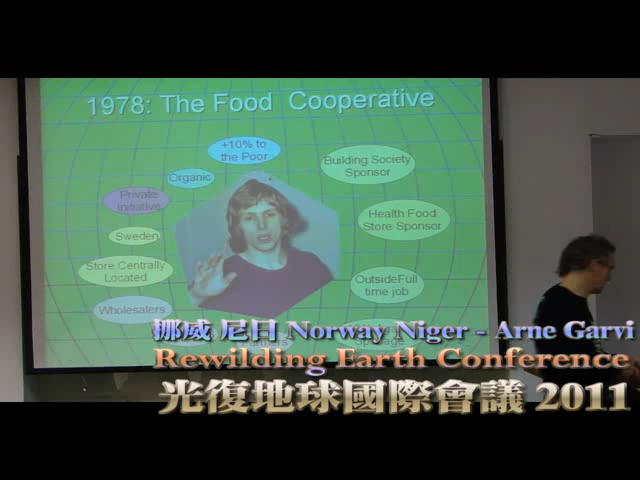 1978: The Food Cooperative
+10% to
the Poor
Organic
Building Society
Sponsor
Private
Initiative
Health Food
Store Sponsor
Sweden
Store Centrally
Located
OutsideFull
time job
Wholesalers
挪威 尼日 Norway Niger - Arne Garvi
Rewilding Earth Conference
光復地球國際會議 2011